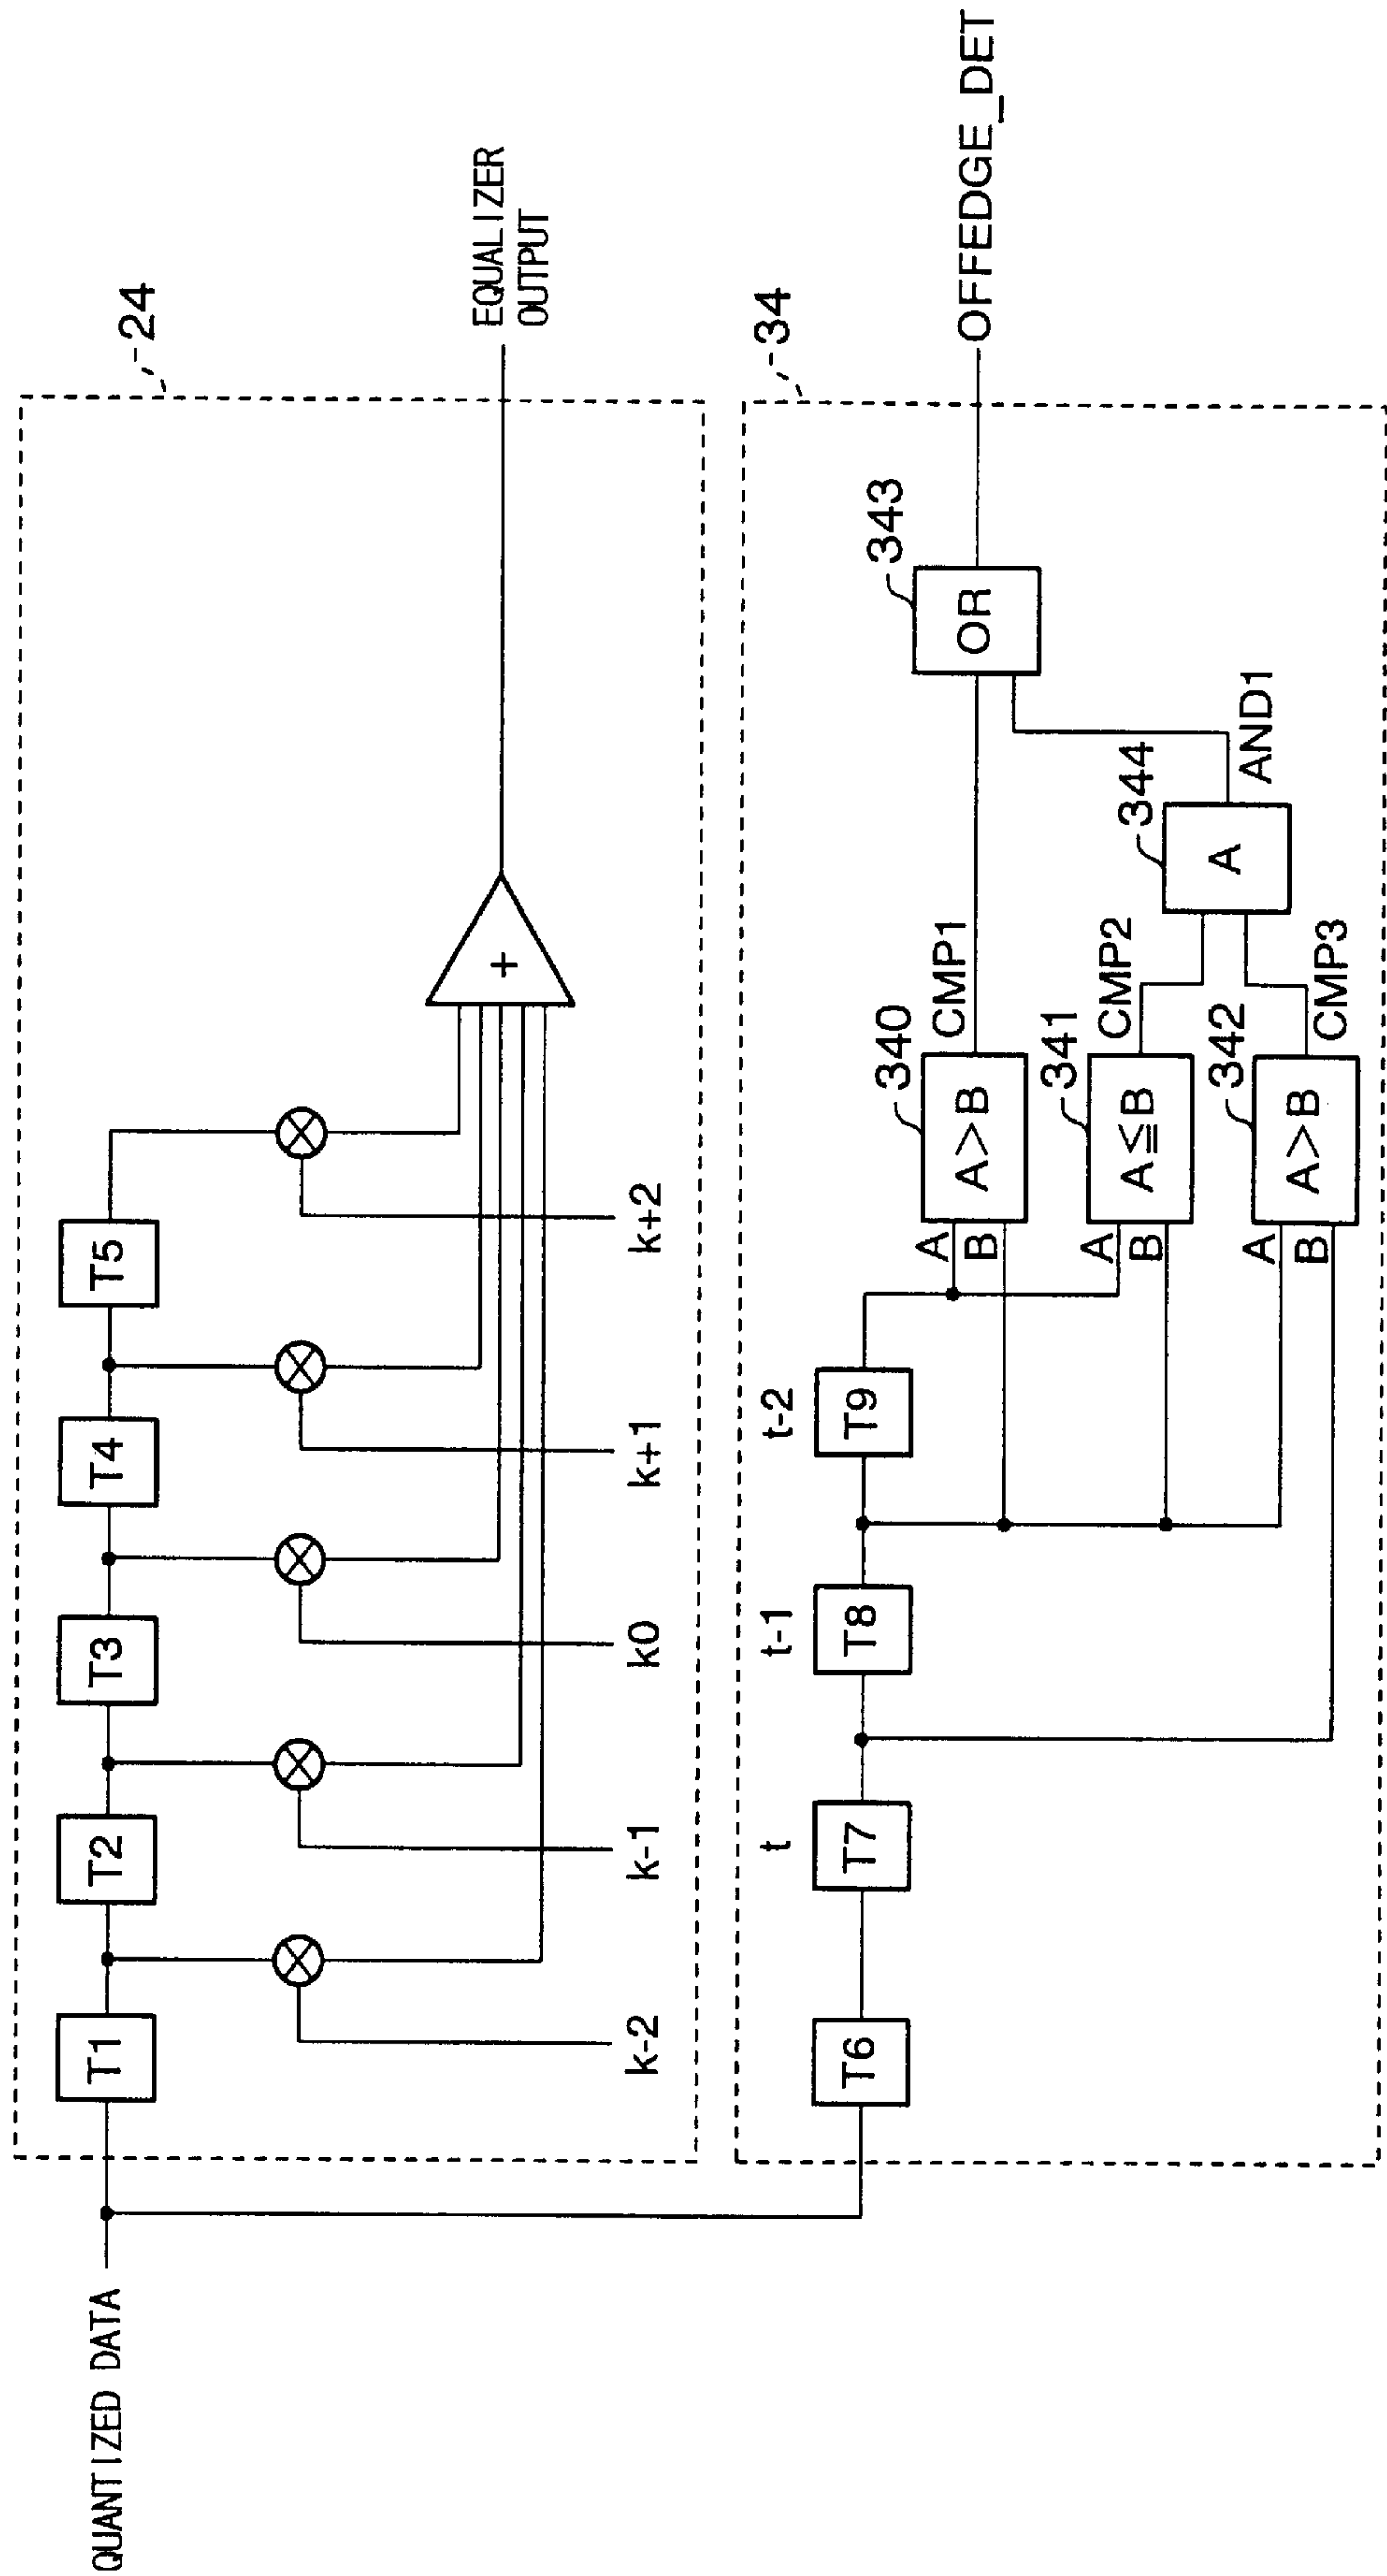 QUANTIZED DATA
24
T1
T2
T3
T4
T5
k-2
k-1
k0
k+1
k+2
+
EQUALIZER
OUTPUT
34
t
t-1
t-2
T6
T7
T8
T9
A
B
A>B
340
CMP1
A
B
A≦B
341
CMP2
A
B
A>B
342
CMP3
A
344
AND1
OR
343
OFFEDGE_DET